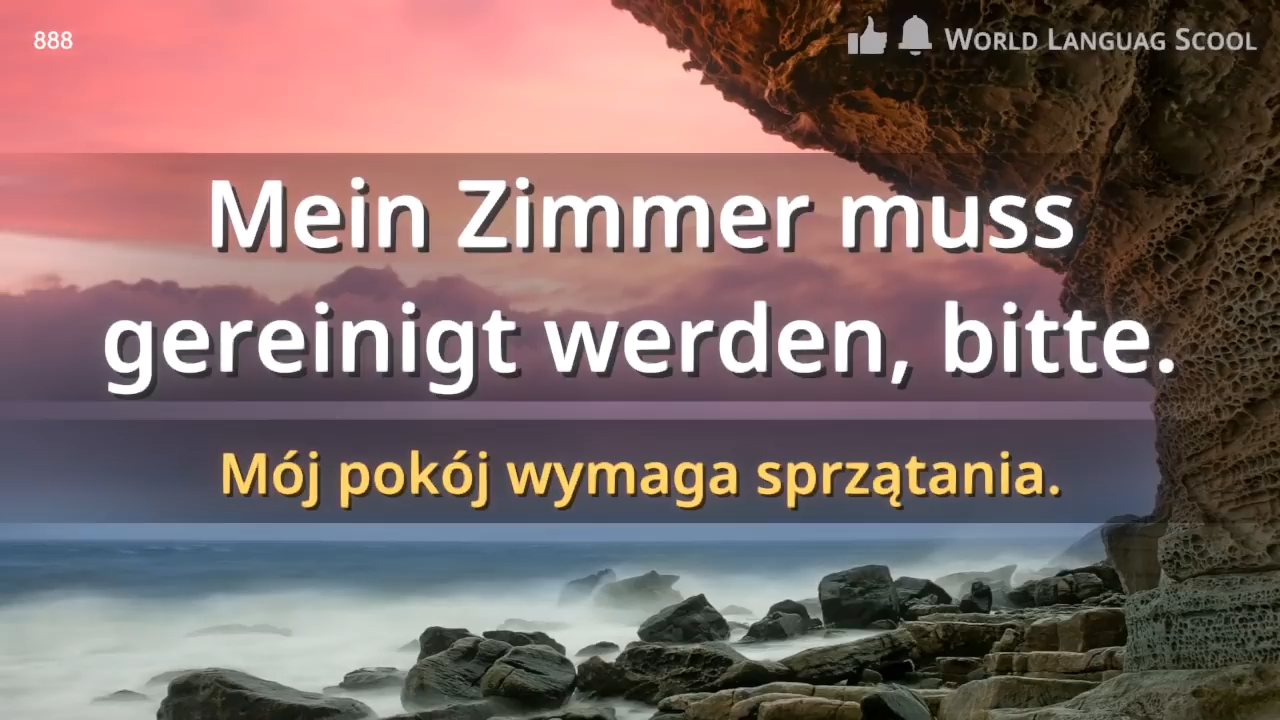 888
World Languag Scool
Mein Zimmer muss
gereinigt werden, bitte.
Mój pokój wymaga sprzątania.